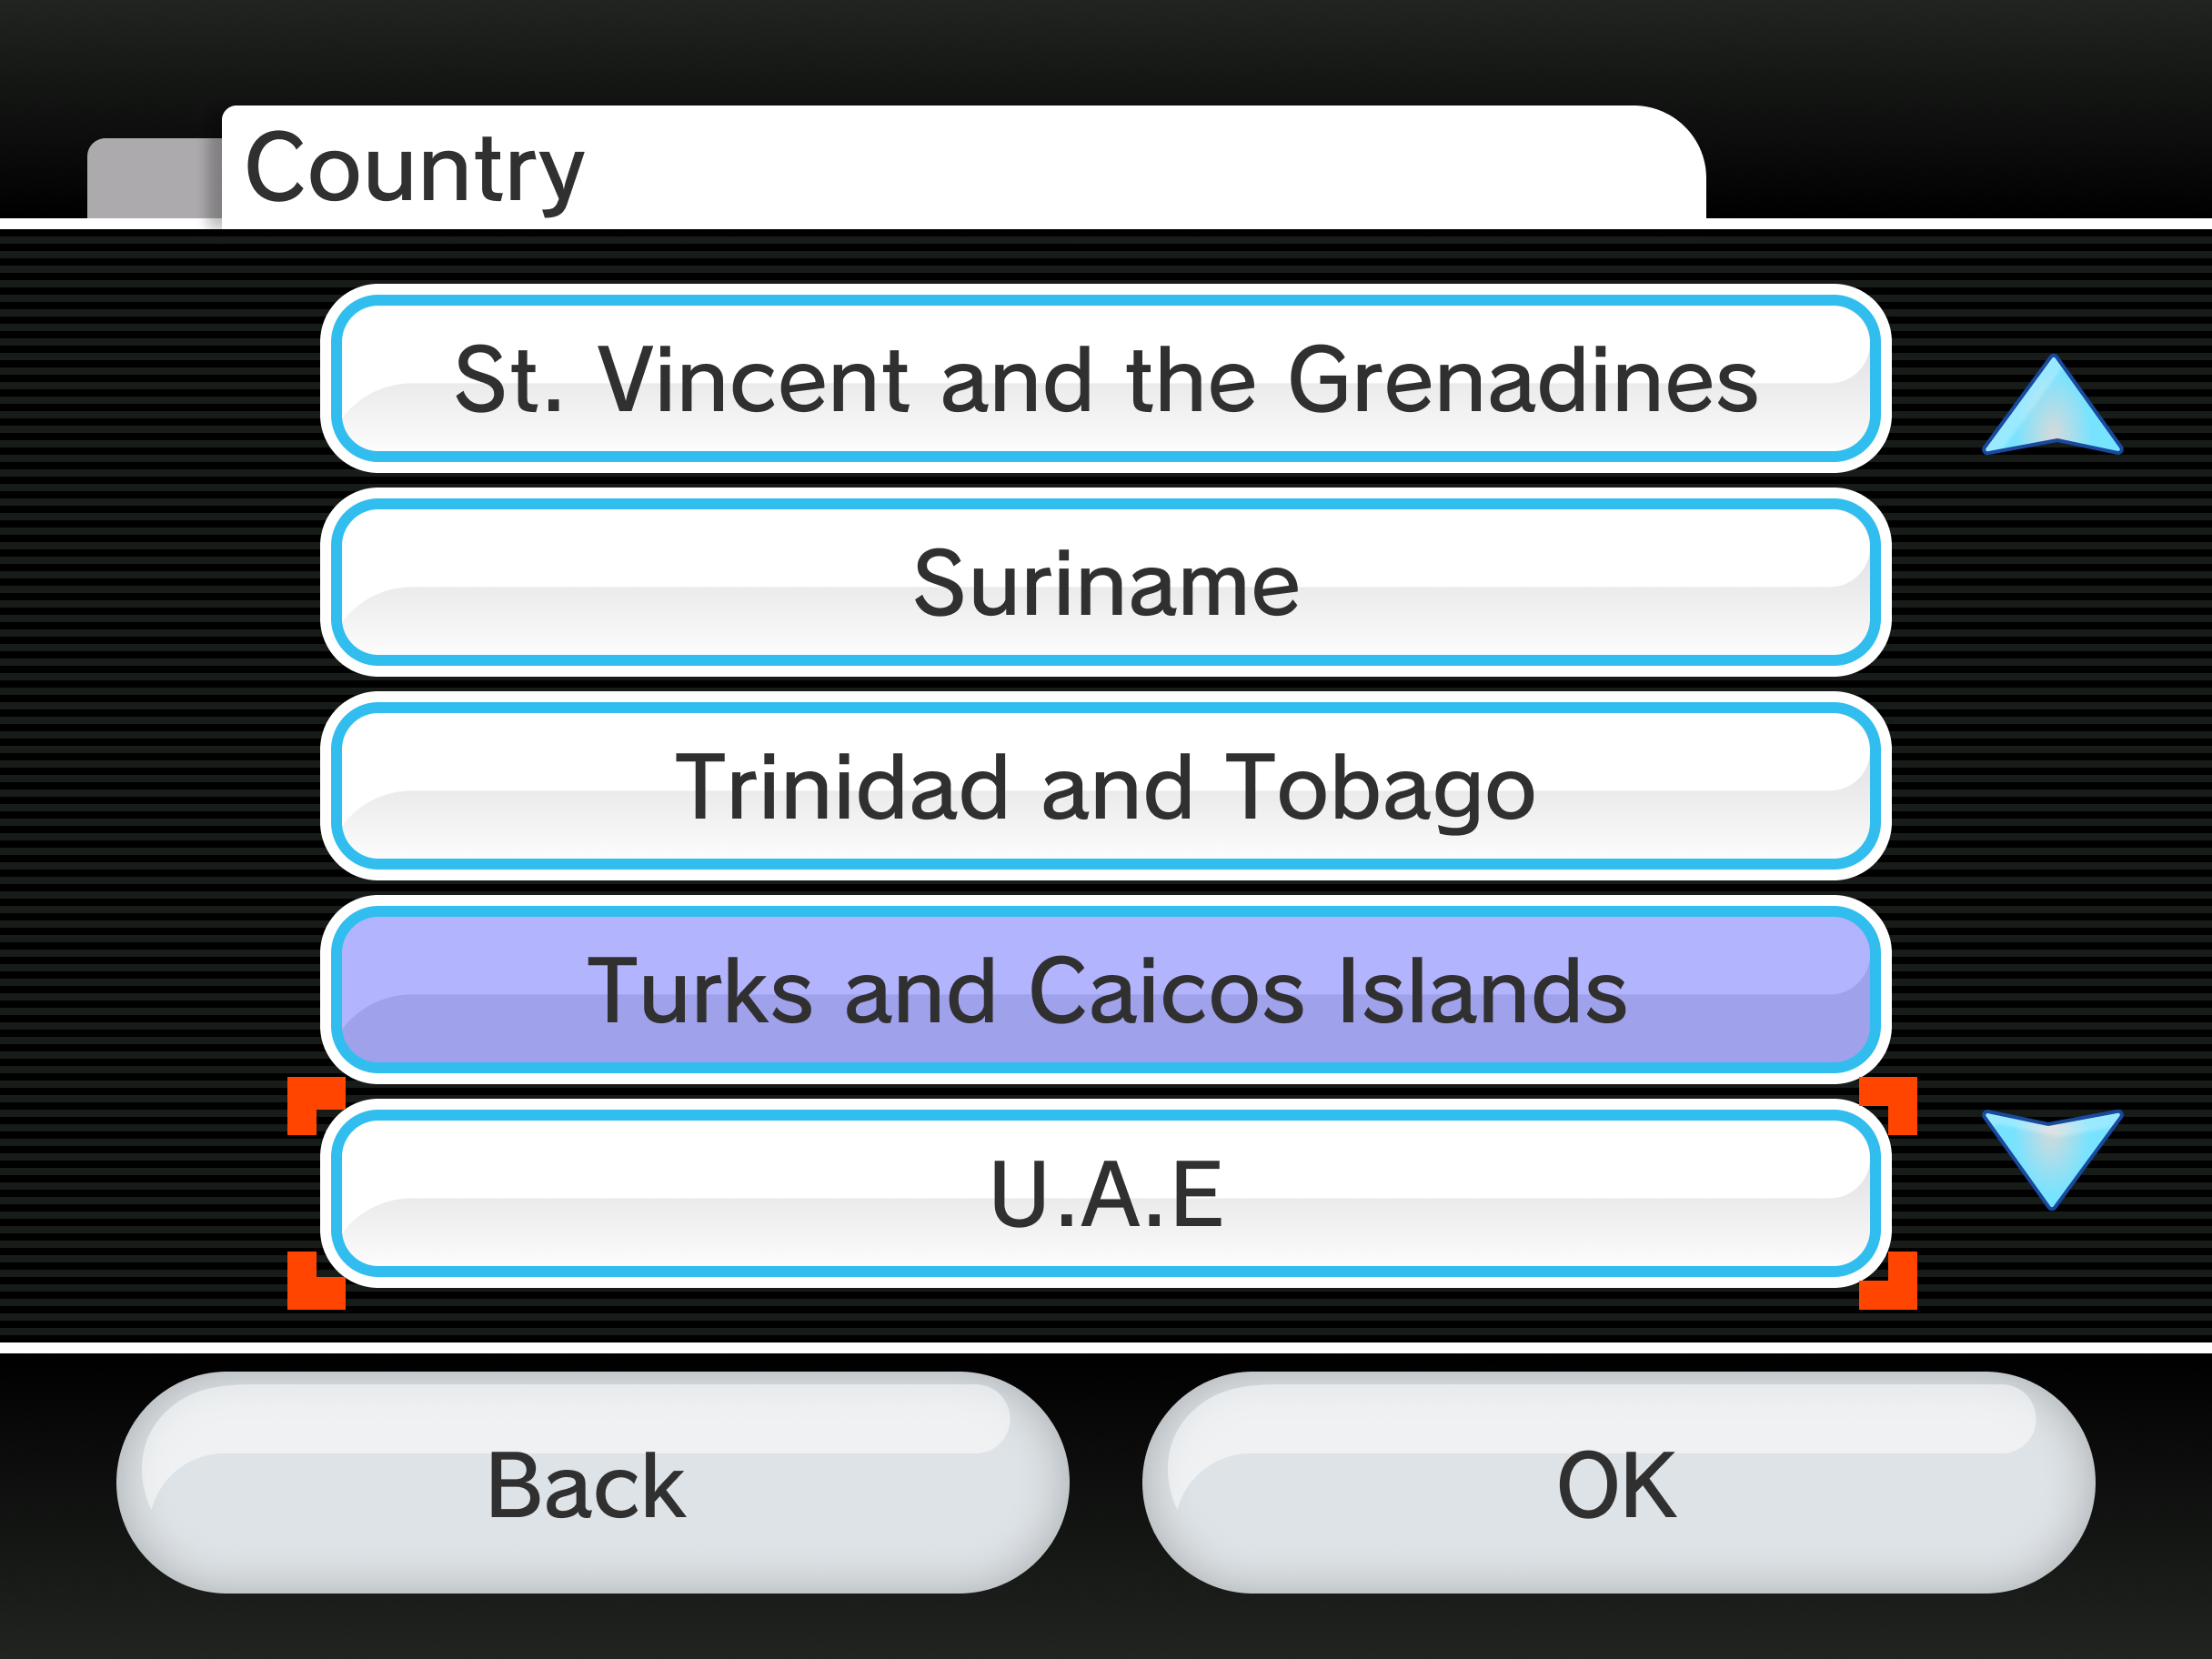 Country
St. Vincent and the Grenadines
Suriname
Trinidad and Tobago
Turks and Caicos Islands
U.A.E
Back
OK